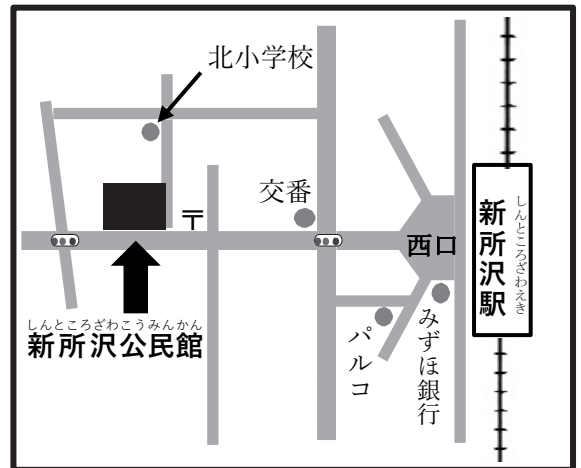 北小学校
交番
〒
西口
しんところざわえき
新所沢駅
しんところざわこうみんかん
新所沢公民館
パルコ
みずほ銀行